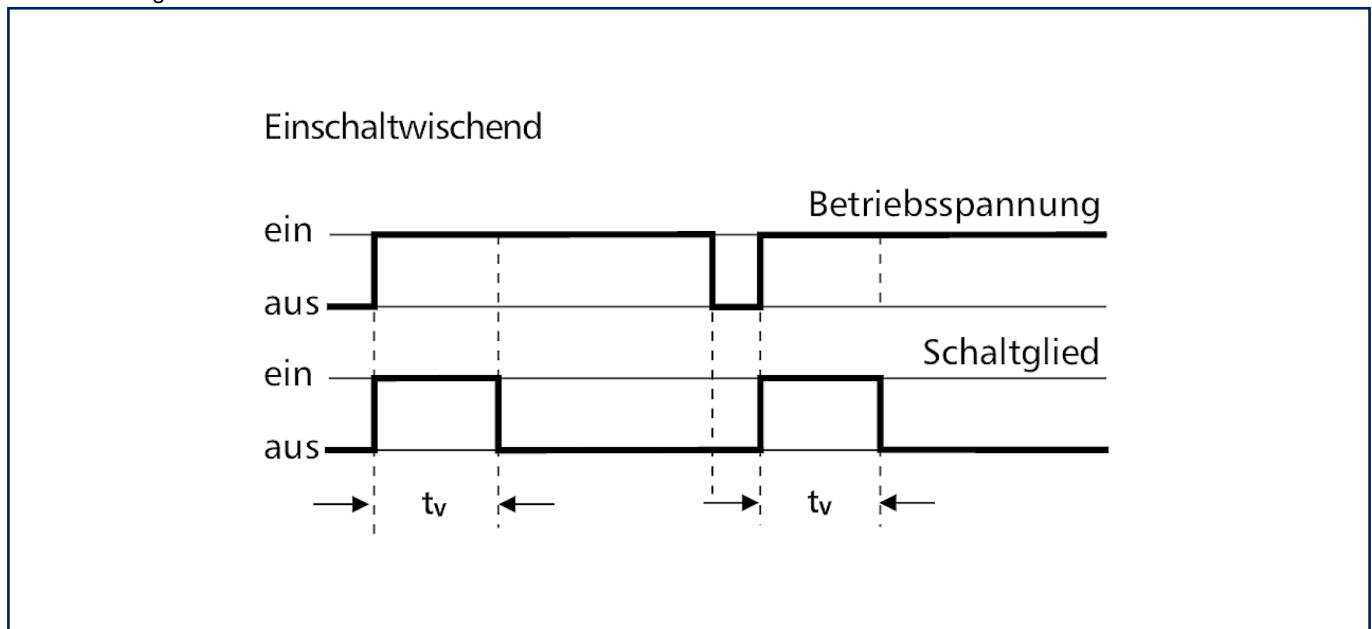 Einschaltwischend
Betriebsspannung
ein
aus
Schaltglied
ein
aus
tv tv